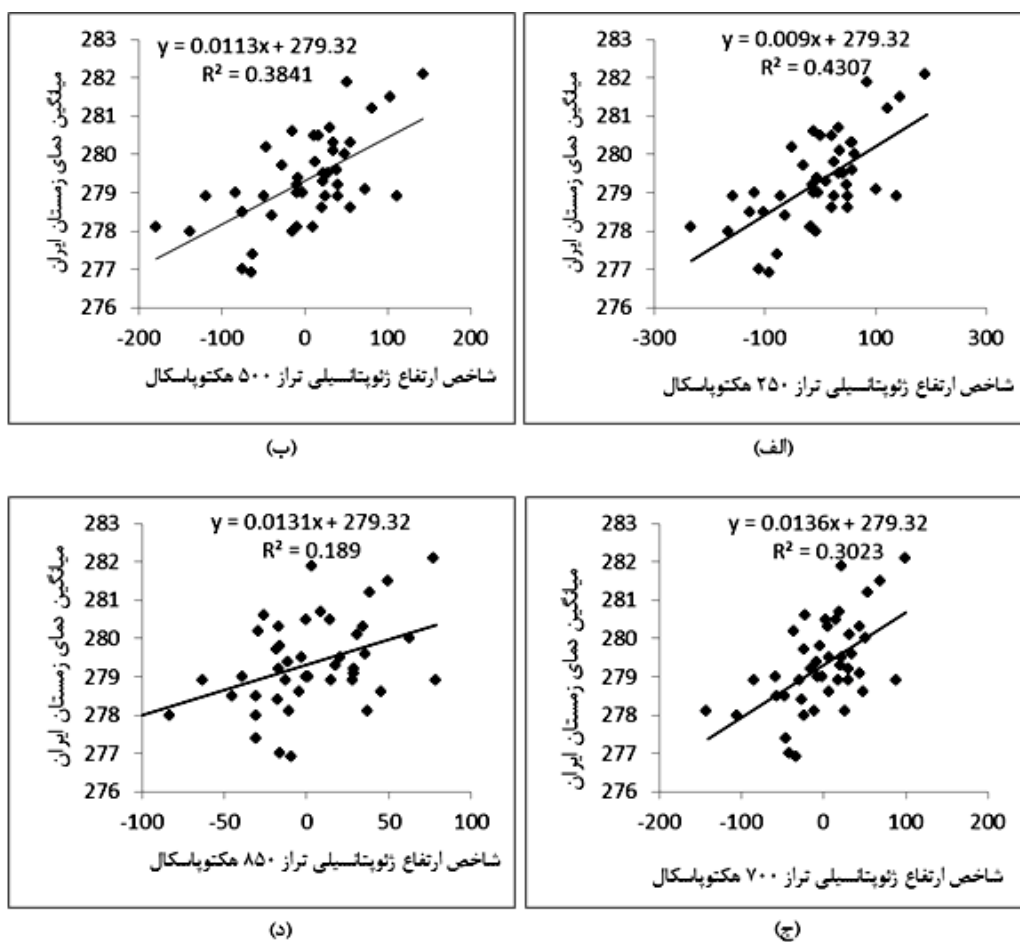 y = 0.009x + 279.32
R² = 0.4307
283
282
281
280
279
278
277
276
-300
-100
100
300
میلگین دمای زمستان ایران
شاخص ارتفاع ژئوپتانسیلی تراز ۲۵۰ هکتوپاسکال
(الف)
y = 0.0113x + 279.32
R² = 0.3841
283
282
281
280
279
278
277
276
-200
-100
0
100
200
میلگین دمای زمستان ایران
شاخص ارتفاع ژئوپتانسیلی تراز ۵۰۰ هکتوپاسکال
(ب)
y = 0.0136x + 279.32
R² = 0.3023
283
282
281
280
279
278
277
276
-200
-100
0
100
200
میلگین دمای زمستان ایران
شاخص ارتفاع ژئوپتانسیلی تراز ۷۰۰ هکتوپاسکال
(ج)
y = 0.0131x + 279.32
R² = 0.189
283
282
281
280
279
278
277
276
-100
-50
0
50
100
میلگین دمای زمستان ایران
شاخص ارتفاع ژئوپتانسیلی تراز ۸۵۰ هکتوپاسکال
(د)